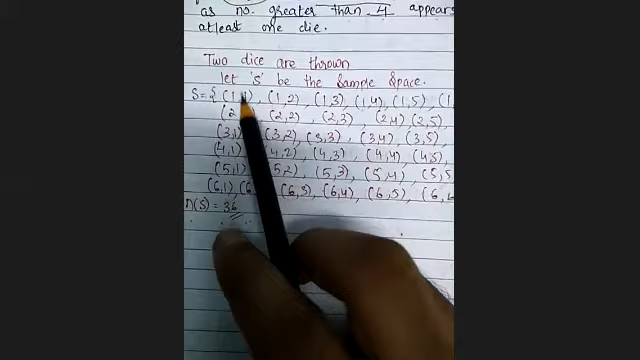 as no. greater than 4 appears
atleast one die.
Two dice are thrown
let 'S' be the Sample Space.
S = { (1,1), (1,2), (1,3), (1,4), (1,5), (1,
(2, (2,2), (2,3), (2,4) (2,5),
(3,1), (3,2), (3,3), (3,4), (3,5),
(4,1), (4,2), (4,3), (4,4), (4,5),
(5,1), (5,2), (5,3), (5,4), (5,5
(6,1), (6, (6,3), (6,4), (6,5), (6,6
n(S) = 36